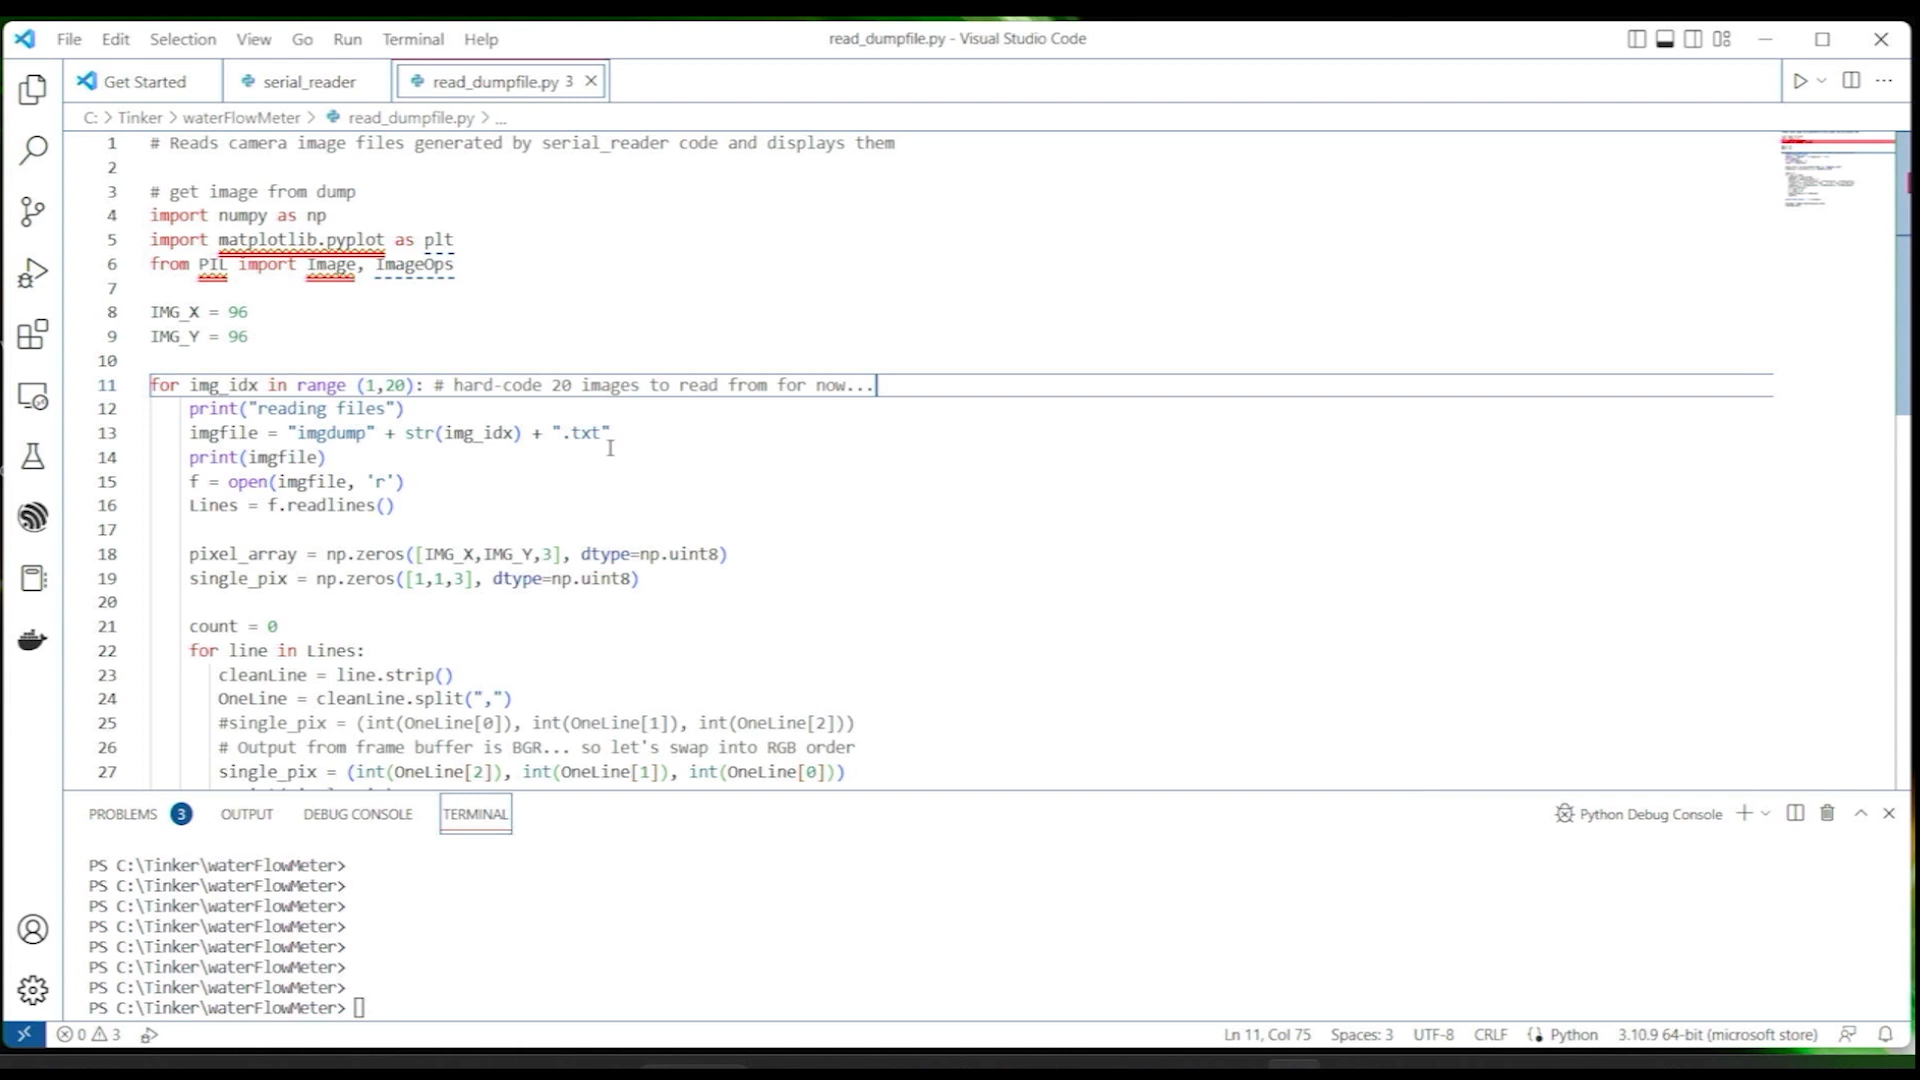 File Edit Selection View Go Run Terminal Help read_dumpfile.py - Visual Studio Code
Get Started serial_reader read_dumpfile.py 3
C: > Tinker > waterFlowMeter > read_dumpfile.py > ...
1 # Reads camera image files generated by serial_reader code and displays them
2
3 # get image from dump
4 import numpy as np
5 import matplotlib.pyplot as plt
6 from PIL import Image, ImageOps
7
8 IMG_X = 96
9 IMG_Y = 96
10
11 for img_idx in range (1,20): # hard-code 20 images to read from for now...
12 print("reading files")
13 imgfile = "imgdump" + str(img_idx) + ".txt"
14 print(imgfile)
15 f = open(imgfile, 'r')
16 Lines = f.readlines()
17
18 pixel_array = np.zeros([IMG_X,IMG_Y,3], dtype=np.uint8)
19 single_pix = np.zeros([1,1,3], dtype=np.uint8)
20
21 count = 0
22 for line in Lines:
23 cleanLine = line.strip()
24 OneLine = cleanLine.split(",")
25 #single_pix = (int(OneLine[0]), int(OneLine[1]), int(OneLine[2]))
26 # Output from frame buffer is BGR... so let's swap into RGB order
27 single_pix = (int(OneLine[2]), int(OneLine[1]), int(OneLine[0]))
PROBLEMS 3 OUTPUT DEBUG CONSOLE TERMINAL Python Debug Console
PS C:\Tinker\waterFlowMeter>
PS C:\Tinker\waterFlowMeter>
PS C:\Tinker\waterFlowMeter>
PS C:\Tinker\waterFlowMeter>
PS C:\Tinker\waterFlowMeter>
PS C:\Tinker\waterFlowMeter>
PS C:\Tinker\waterFlowMeter>
PS C:\Tinker\waterFlowMeter>
0 3 Ln 11, Col 75 Spaces: 3 UTF-8 CRLF Python 3.10.9 64-bit (microsoft store)